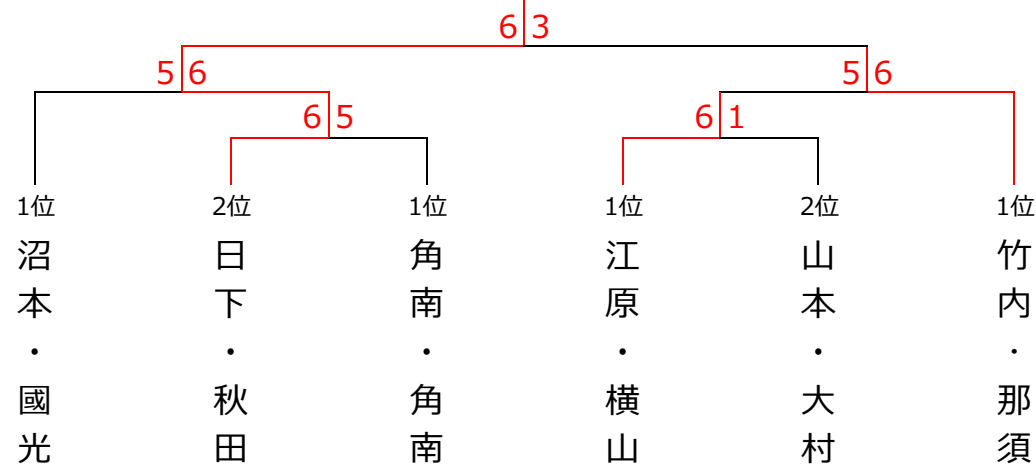 6 3
5 6
5 6
6 5
6 1
1位
2位
1位
1位
2位
1位
沼本・國光
日下・秋田
角南・角南
江原・横山
山本・大村
竹内・那須